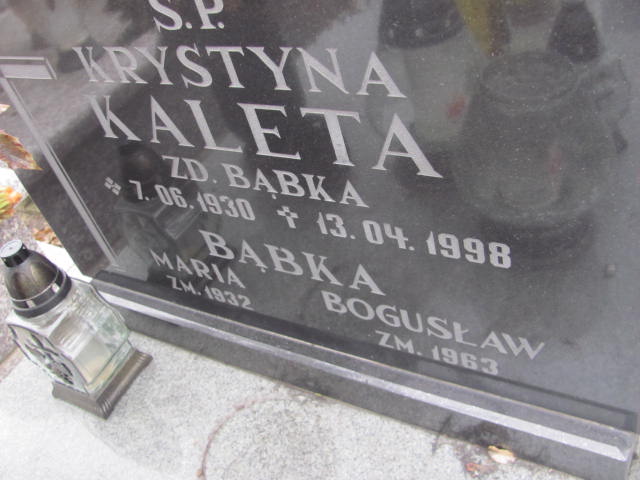 Ś.P.
KRYSTYNA
KALETA
ZD. BĄBKA
* 7.06.1930 ✝ 13.04.1998
BĄBKA
MARIA BOGUSŁAW
ZM. 1932 ZM. 1963